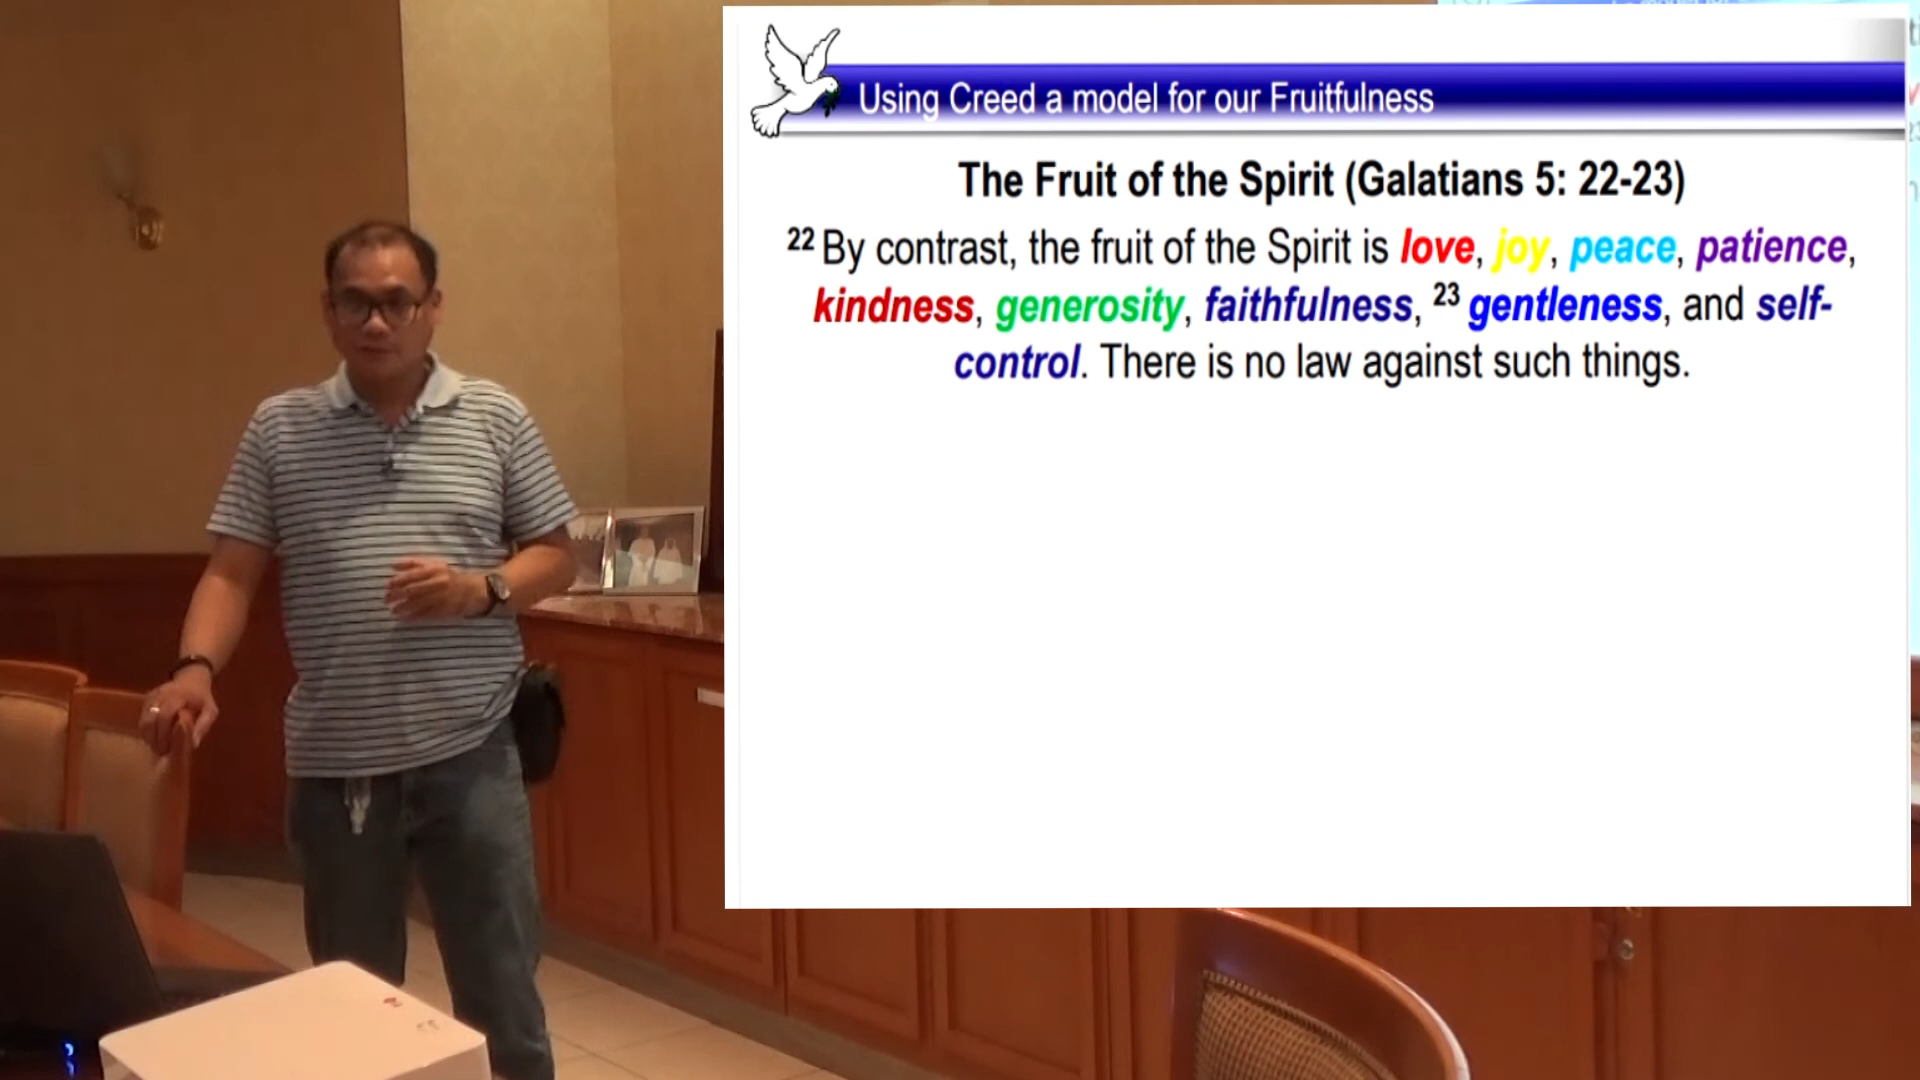 Using Creed a model for our Fruitfulness
The Fruit of the Spirit (Galatians 5: 22-23)
22 By contrast, the fruit of the Spirit is love, joy, peace, patience,
kindness, generosity, faithfulness, 23 gentleness, and self-
control. There is no law against such things.